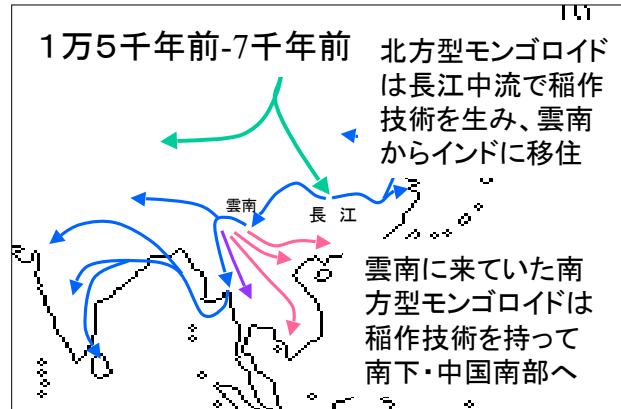 1万5千年前-7千年前
北方型モンゴロイド
は長江中流で稲作
技術を生み、雲南
からインドに移住
雲南
長 江
雲南に来ていた南
方型モンゴロイドは
稲作技術を持って
南下・中国南部へ